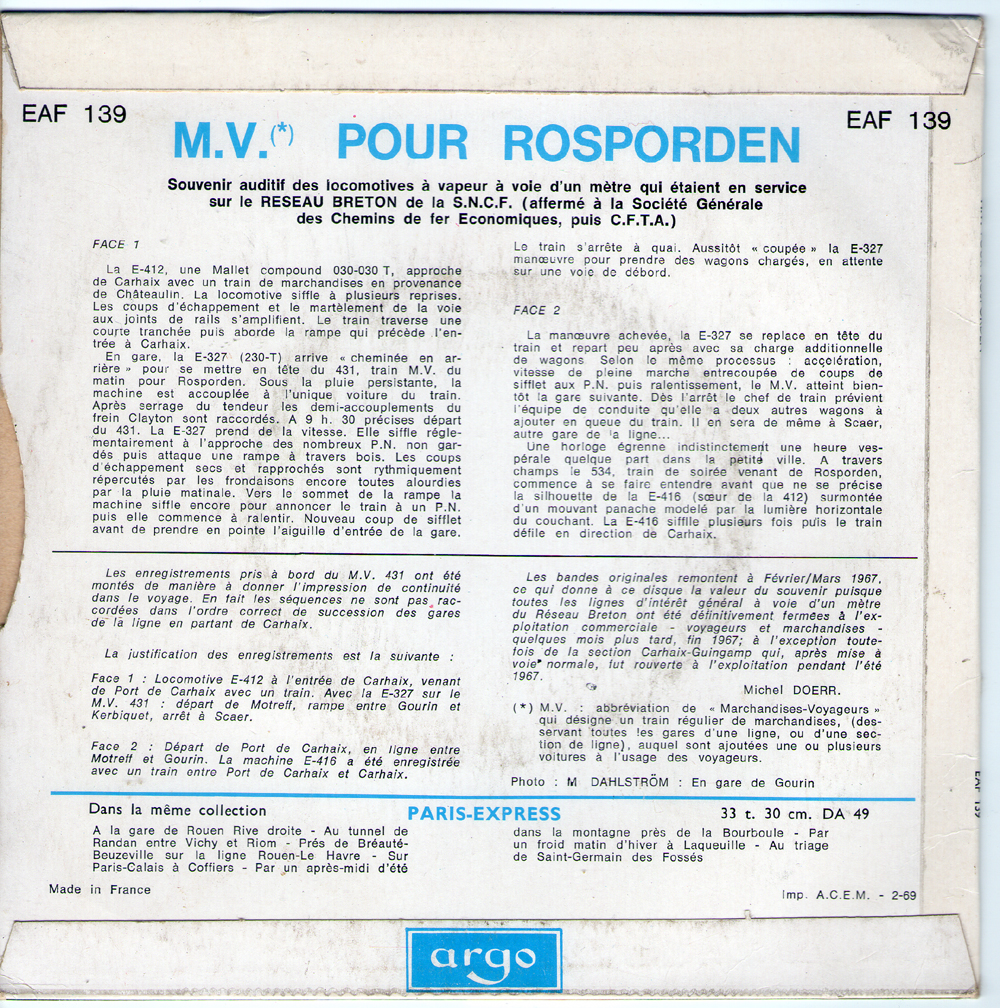 EAF 139
EAF 139
M.V.(*) POUR ROSPORDEN
Souvenir auditif des locomotives à vapeur à voie d'un mètre qui étaient en service
sur le RESEAU BRETON de la S.N.C.F. (affermé à la Société Générale
des Chemins de fer Economiques, puis C.F.T.A.)
FACE 1
La E-412, une Mallet compound 030-030 T, approche
de Carhaix avec un train de marchandises en provenance
de Châteaulin. La locomotive siffle à plusieurs reprises.
Les coups d'échappement et le martèlement de la voie
aux joints de rails s'amplifient. Le train traverse une
courte tranchée puis aborde la rampe qui précède l'en-
trée à Carhaix.
En gare, la E-327 (230-T) arrive « cheminée en ar-
rière » pour se mettre en tête du 431, train M.V. du
matin pour Rosporden. Sous la pluie persistante, la
machine est accouplée à l'unique voiture du train.
Après serrage du tendeur les demi-accouplements du
frein Clayton sont raccordés. A 9 h. 30 précises départ
du 431. La E-327 prend de la vitesse. Elle siffle régle-
mentairement à l'approche des nombreux P.N. non gar-
dés puis attaque une rampe à travers bois. Les coups
d'échappement secs et rapprochés sont rythmiquement
répercutés par les frondaisons encore toutes alourdies
par la pluie matinale. Vers le sommet de la rampe la
machine siffle encore pour annoncer le train à un P.N.
puis elle commence à ralentir. Nouveau coup de sifflet
avant de prendre en pointe l'aiguille d'entrée de la gare.
Le train s'arrête à quai. Aussitôt « coupée » la E-327
manœuvre pour prendre des wagons chargés, en attente
sur une voie de débord.
FACE 2
La manœuvre achevée, la E-327 se replace en tête du
train et repart peu après avec sa charge additionnelle
de wagons Selon le même processus : accélération,
vitesse de pleine marche entrecoupée de coups de
sifflet aux P.N. puis ralentissement, le M.V. atteint bien-
tôt la gare suivante. Dès l'arrêt le chef de train prévient
l'équipe de conduite qu'elle a deux autres wagons à
ajouter en queue du train. Il en sera de même à Scaer,
autre gare de la ligne...
Une horloge égrenne indistinctement une heure ves-
pérale quelque part dans la petite ville. A travers
champs le 534, train de soirée venant de Rosporden,
commence à se faire entendre avant que ne se précise
la silhouette de la E-416 (sœur de la 412) surmontée
d'un mouvant panache modelé par la lumière horizontale
du couchant. La E-416 siffle plusieurs fois puis le train
défile en direction de Carhaix.
Les enregistrements pris à bord du M.V. 431 ont été
montés de manière à donner l'impression de continuité
dans le voyage. En fait les séquences ne sont pas rac-
cordées dans l'ordre correct de succession des gares
de la ligne en partant de Carhaix.
La justification des enregistrements est la suivante :
Face 1 : Locomotive E-412 à l'entrée de Carhaix, venant
de Port de Carhaix avec un train. Avec la E-327 sur le
M.V. 431 : départ de Motreff, rampe entre Gourin et
Kerbiquet, arrêt à Scaer.
Face 2 : Départ de Port de Carhaix, en ligne entre
Motreff et Gourin. La machine E-416 a été enregistrée
avec un train entre Port de Carhaix et Carhaix.
Les bandes originales remontent à Février/Mars 1967,
ce qui donne à ce disque la valeur du souvenir puisque
toutes les lignes d'intérêt général à voie d'un mètre
du Réseau Breton ont été définitivement fermées à l'ex-
ploitation commerciale - voyageurs et marchandises -
quelques mois plus tard, fin 1967; à l'exception toute-
fois de la section Carhaix-Guingamp qui, après mise à
voie normale, fut rouverte à l'exploitation pendant l'été
1967.
Michel DOERR.
(*) M.V. : abbréviation de « Marchandises-Voyageurs »
qui désigne un train régulier de marchandises, (des-
servant toutes les gares d'une ligne, ou d'une sec-
tion de ligne), auquel sont ajoutées une ou plusieurs
voitures à l'usage des voyageurs.
Photo : M DAHLSTRÖM : En gare de Gourin
Dans la même collection
PARIS-EXPRESS
33 t. 30 cm. DA 49
A la gare de Rouen Rive droite - Au tunnel de
Randan entre Vichy et Riom - Prés de Bréauté-
Beuzeville sur la ligne Rouen-Le Havre - Sur
Paris-Calais à Coffiers - Par un après-midi d'été
dans la montagne près de la Bourboule - Par
un froid matin d'hiver à Laqueuille - Au triage
de Saint-Germain des Fossés
Made in France
Imp. A.C.E.M. - 2-69
EAF 139
argo